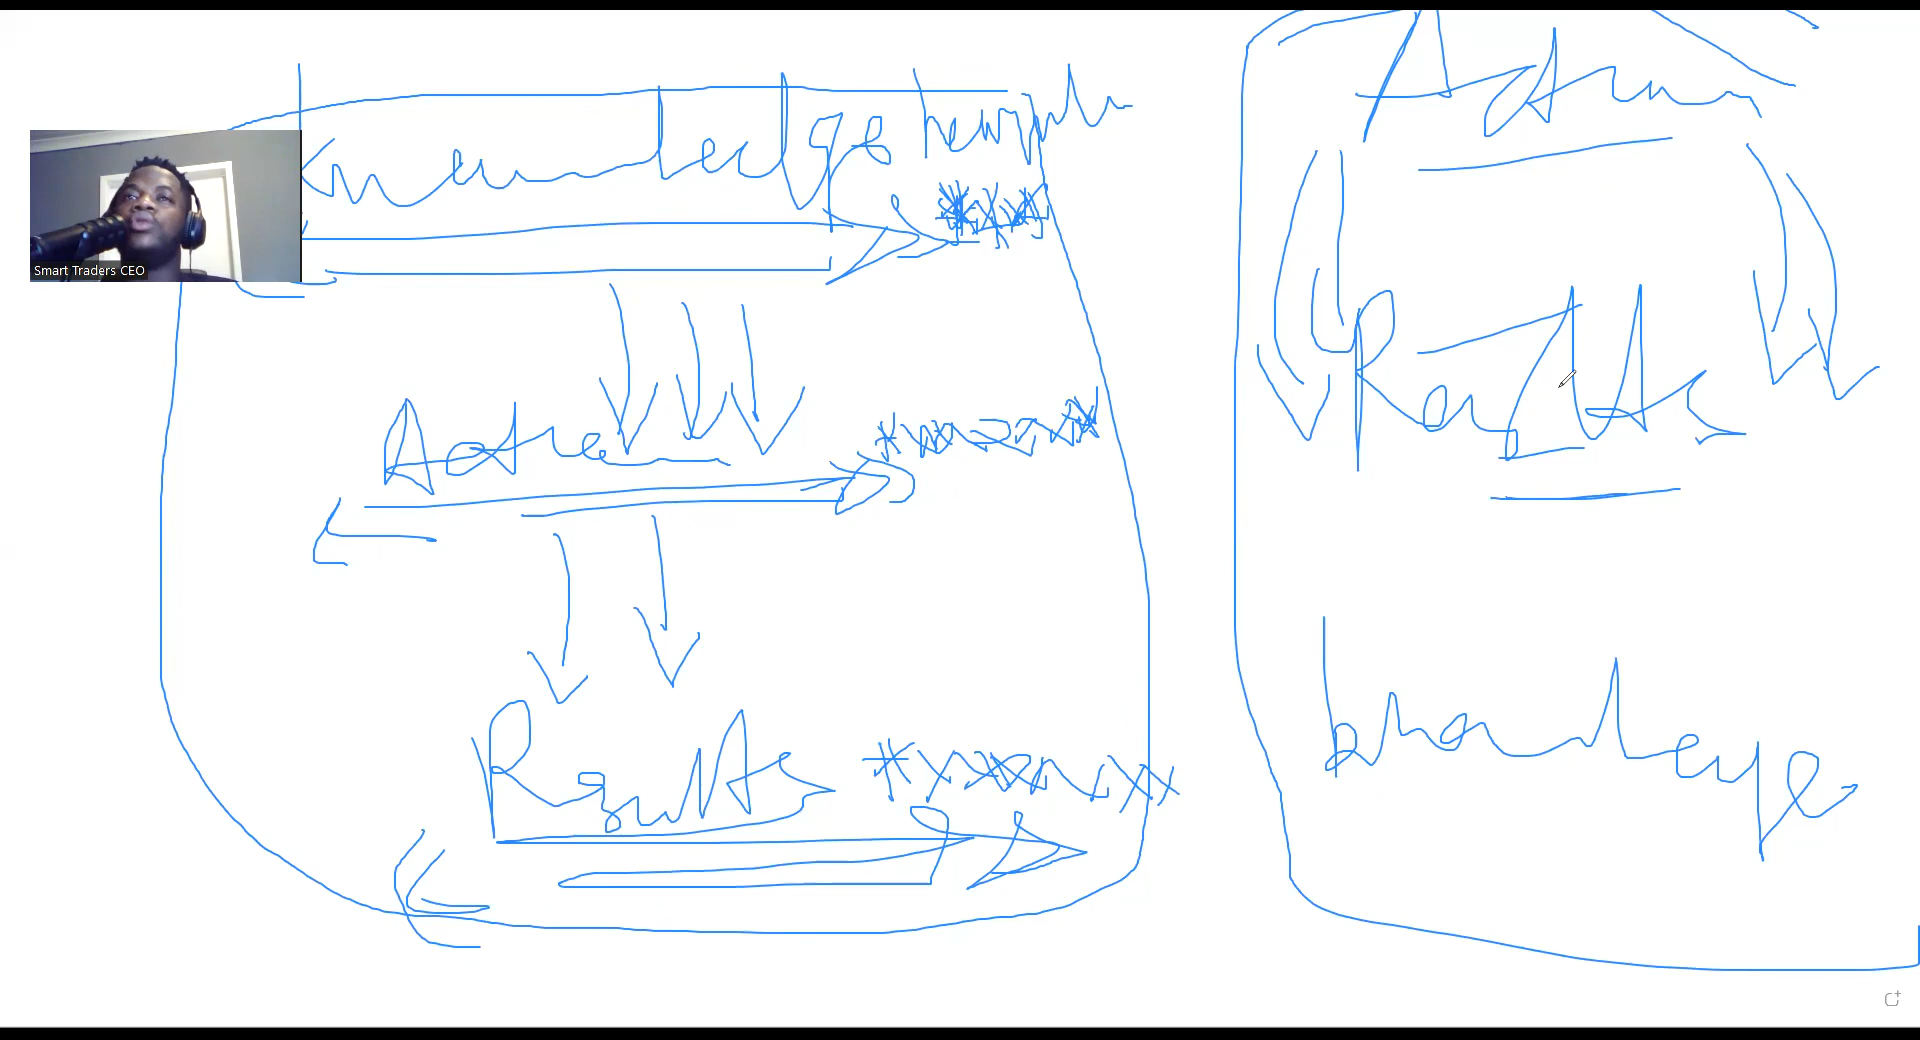 Knowledge
Action
Results
Smart Traders CEO
Action
Results
knowledge